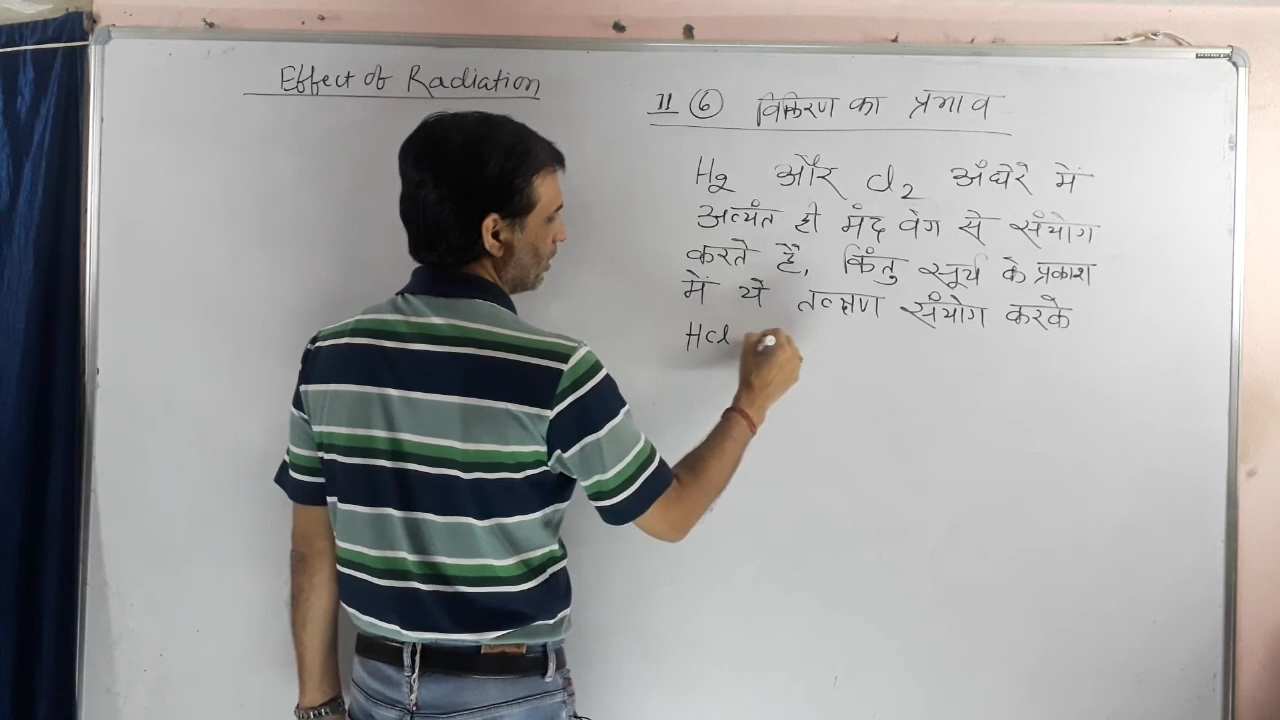 Effect of Radiation
11 ⑥ विकिरण का प्रभाव
H2 और Cl2 अंधेरे में
अत्यंत ही मंद वेग से संयोग
करते हैं, किंतु सूर्य के प्रकाश
में ये तत्क्षण संयोग करके
HCl